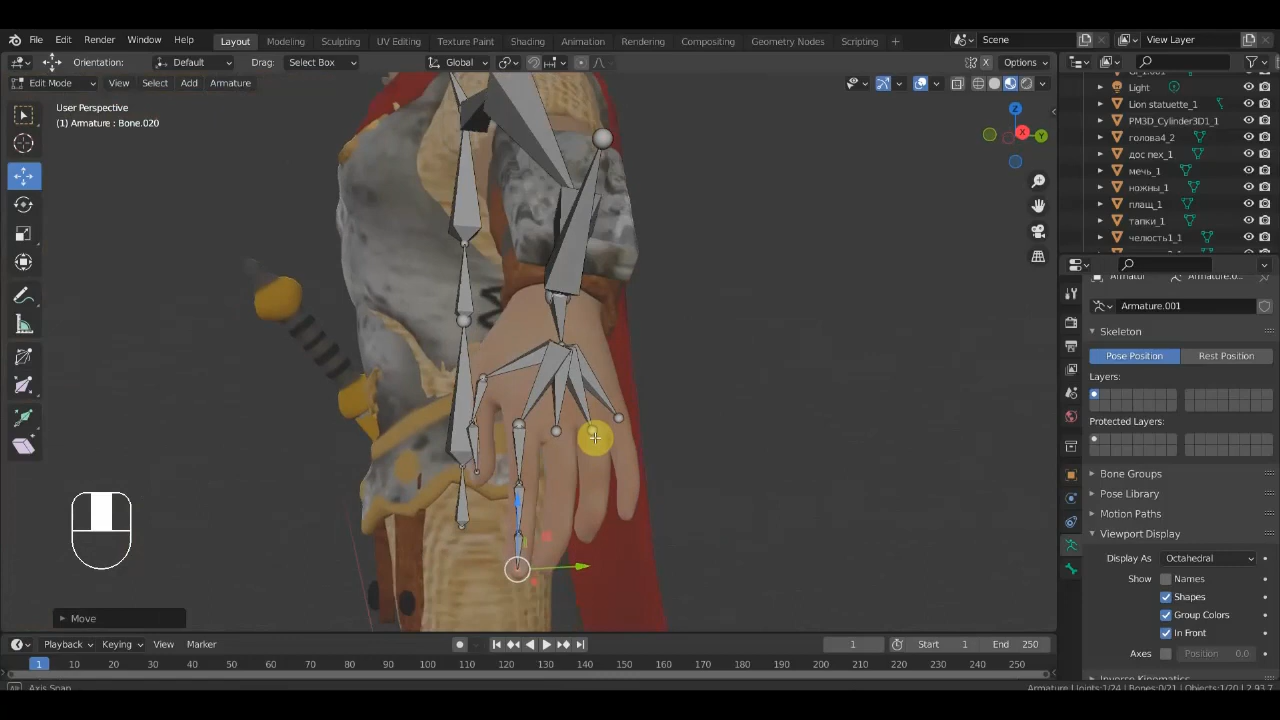 File Edit Render Window Help
Layout Modeling Sculpting UV Editing Texture Paint Shading Animation Rendering Compositing Geometry Nodes Scripting +
Scene
View Layer
Orientation: Default Drag: Select Box Global Options
Edit Mode View Select Add Armature
User Perspective
(1) Armature : Bone.020
X
Y
Z
Light
Lion statuette_1
PM3D_Cylinder3D1_1
голова4_2
дос пех_1
мечь_1
ножны_1
плащ_1
тапки_1
челюсть1_1
Armature.001
Skeleton
Pose Position Rest Position
Layers:
Protected Layers:
Bone Groups
Pose Library
Motion Paths
Viewport Display
Display As Octahedral
Show Names
Shapes
Group Colors
In Front
Axes Position 0.0
Move
Playback Keying View Marker
1 Start 1 End 250
1 10 20 30 40 50 60 70 80 90 100 110 120 130 140 150 160 170 180 190 200 210 220 230 240 250
Axis Snap